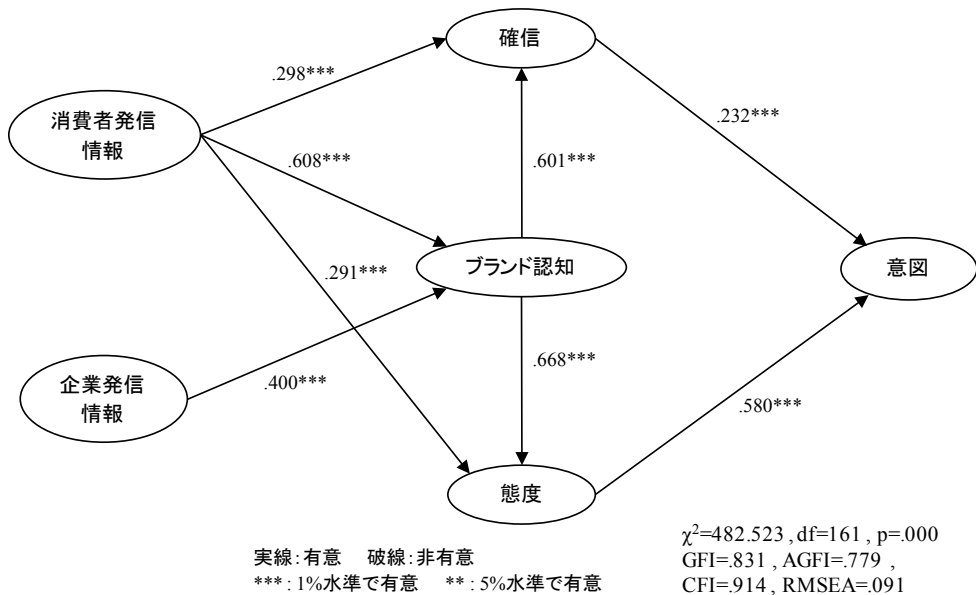 確信
.298***
消費者発信
情報
.232***
.608***
.601***
ブランド認知
意図
.291***
.668***
企業発信
情報
.400***
.580***
態度
実線：有意　破線：非有意
***：1%水準で有意　**：5%水準で有意
χ²=482.523 , df=161 , p=.000
GFI=.831 , AGFI=.779 ,
CFI=.914 , RMSEA=.091